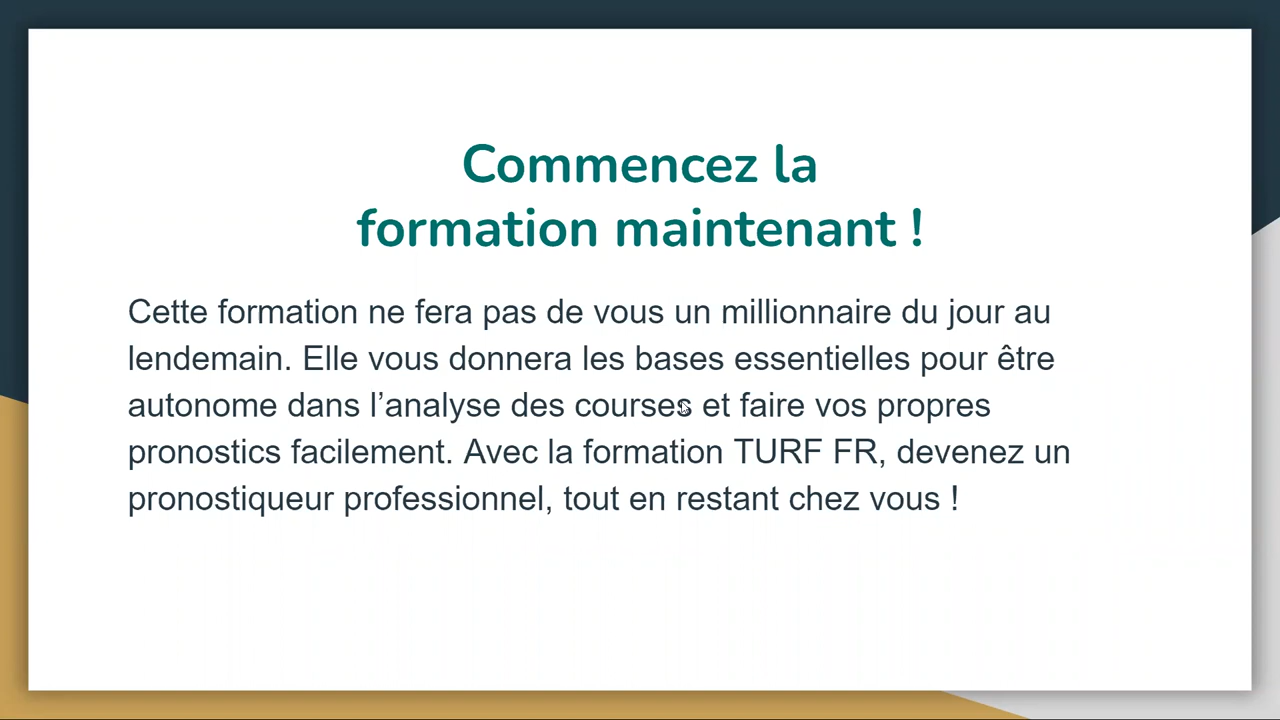 Commencez la
formation maintenant !
Cette formation ne fera pas de vous un millionnaire du jour au
lendemain. Elle vous donnera les bases essentielles pour être
autonome dans l’analyse des courses et faire vos propres
pronostics facilement. Avec la formation TURF FR, devenez un
pronostiqueur professionnel, tout en restant chez vous !